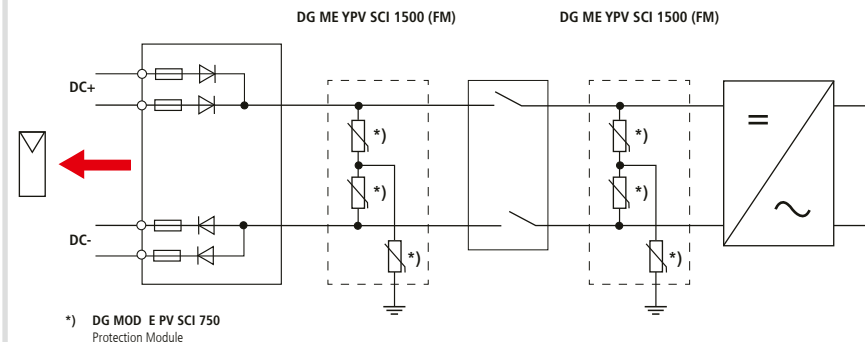 DG ME YPV SCI 1500 (FM) DG ME YPV SCI 1500 (FM)
DC+
*) *)
*) *)
DC-
*) *)
*) DG MOD E PV SCI 750
Protection Module